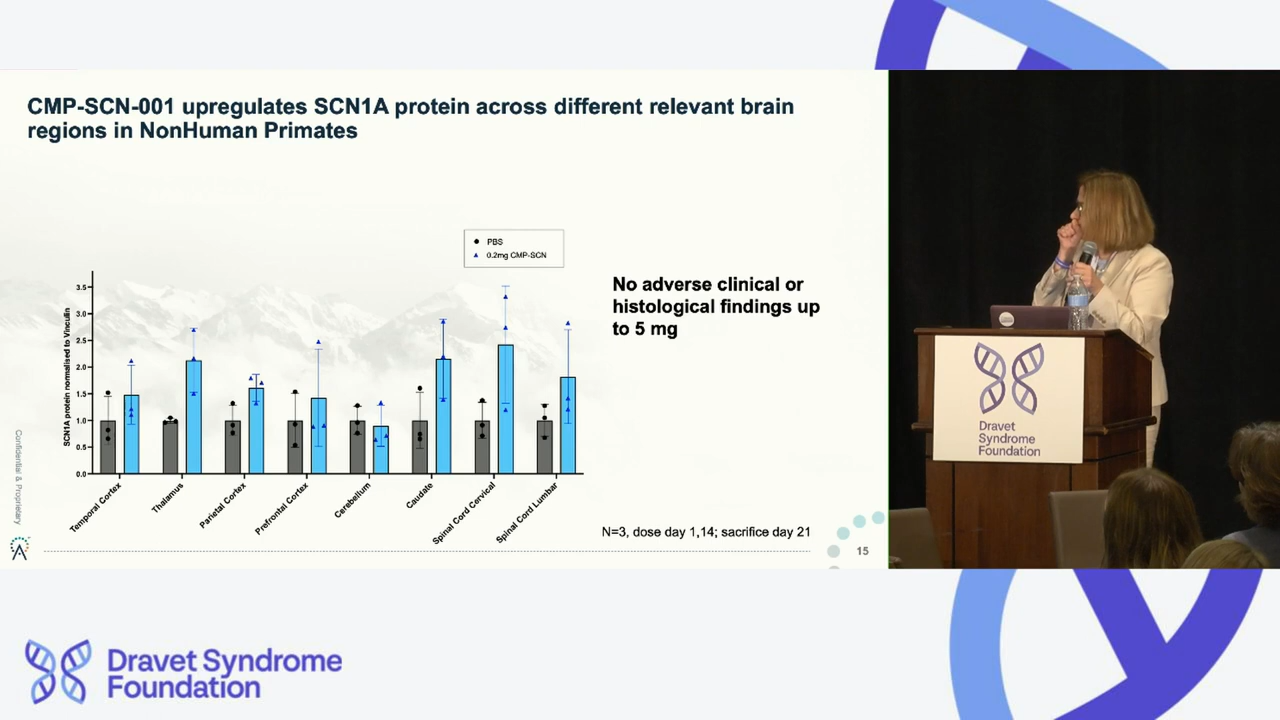 CMP-SCN-001 upregulates SCN1A protein across different relevant brain
regions in NonHuman Primates
PBS
0.2mg CMP-SCN
SCN1A protein normalised to Vinculin
3.5
3.0
2.5
2.0
1.5
1.0
0.5
0.0
Temporal Cortex
Thalamus
Parietal Cortex
Prefrontal Cortex
Cerebellum
Caudate
Spinal Cord Cervical
Spinal Cord Lumbar
No adverse clinical or
histological findings up
to 5 mg
N=3, dose day 1,14; sacrifice day 21
15
Confidential & Proprietary
Dravet
Syndrome
Foundation
Dravet Syndrome
Foundation